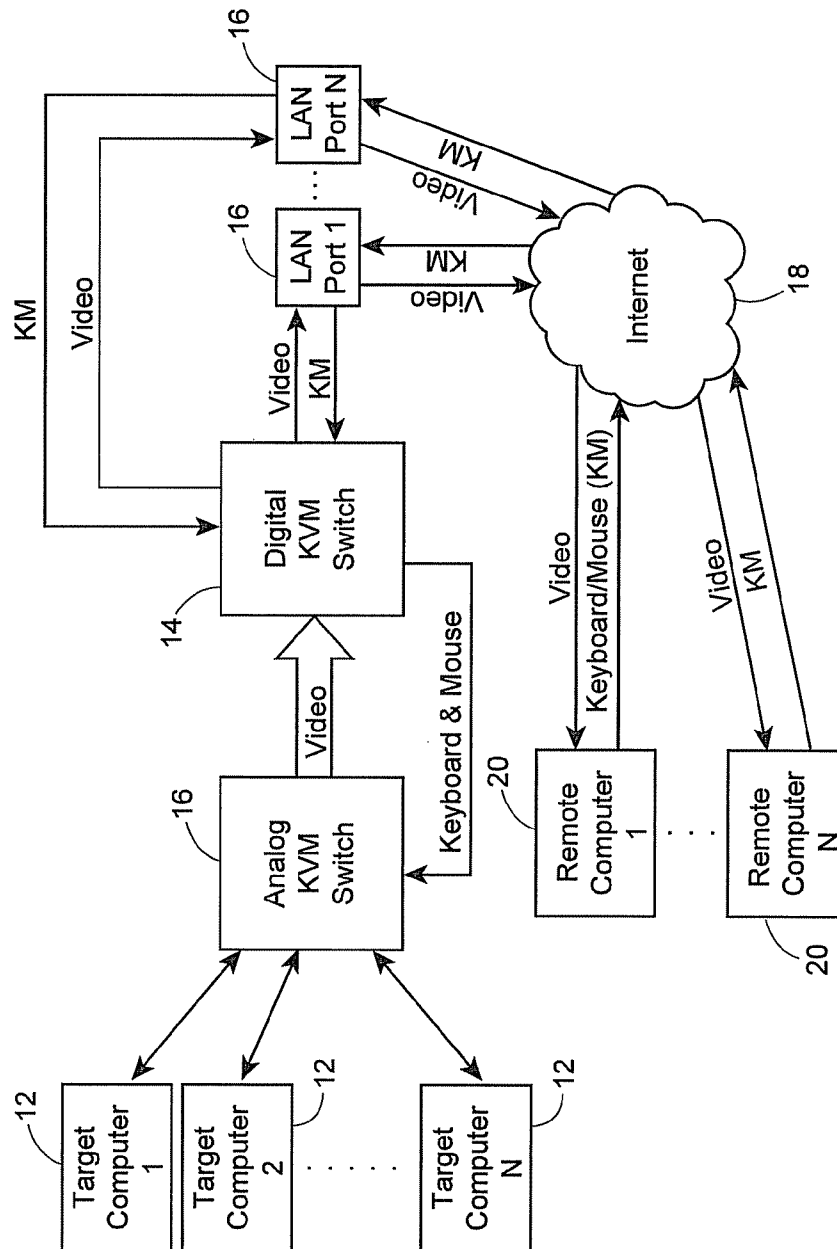 12
Target
Computer
1
Target
Computer
2
12
. . . . .
Target
Computer
N
12
16
Analog
KVM
Switch
Video
Keyboard & Mouse
14
Digital
KVM
Switch
KM
Video
Video
KM
16
LAN
Port 1
. . . .
16
LAN
Port N
Video
KM
Video
KM
Internet
18
Video
Keyboard/Mouse (KM)
Video
KM
20
Remote
Computer
1
. . . .
Remote
Computer
N
20